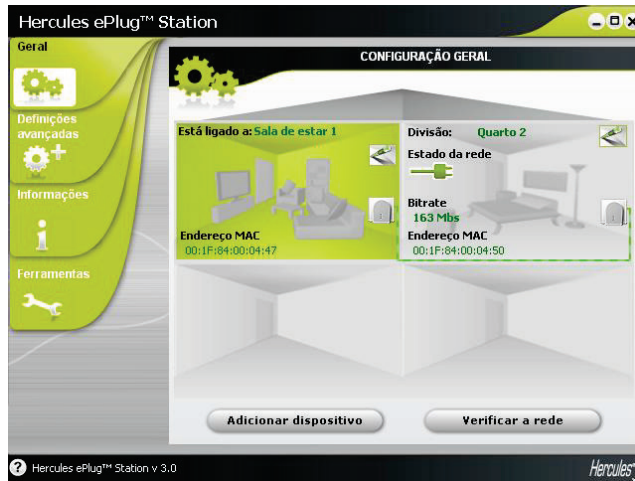 Hercules ePlug™ Station
Geral
Definições
avançadas
Informações
Ferramentas
CONFIGURAÇÃO GERAL
Está ligado a: Sala de estar 1
Endereço MAC
00:1F:84:00:04:47
Divisão: Quarto 2
Estado da rede
Bitrate
163 Mbs
Endereço MAC
00:1F:84:00:04:50
Adicionar dispositivo
Verificar a rede
? Hercules ePlug™ Station v 3.0
Hercules